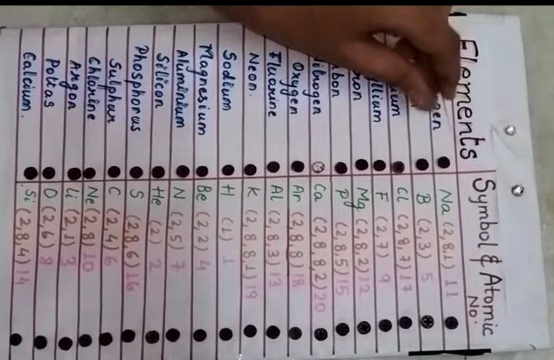 Elements Symbol & Atomic No:
gen Na (2,8,1) 11
ium B (2,3) 5
ium Cl (2,8,7) 17
llium F (2,7) 9
ron Mg (2,8,2) 12
bon P (2,8,5) 15
itrogen Ca (2,8,8,2) 20
Oxygen Ar (2,8,8) 18
Fluorine Al (2,8,3) 13
Neon. K (2,8,8,1) 19
Sodium H (1) 1
Magnesium Be (2,2) 4
Aluminium N (2,5) 7
Silicon He (2) 2
Phosphorus S (2,8,6) 16
Sulphur C (2,4) 6
Chlorine Ne (2,8) 10
Argon Li (2,1) 3
Pottas O (2,6) 8
Calcium. Si (2,8,4) 14